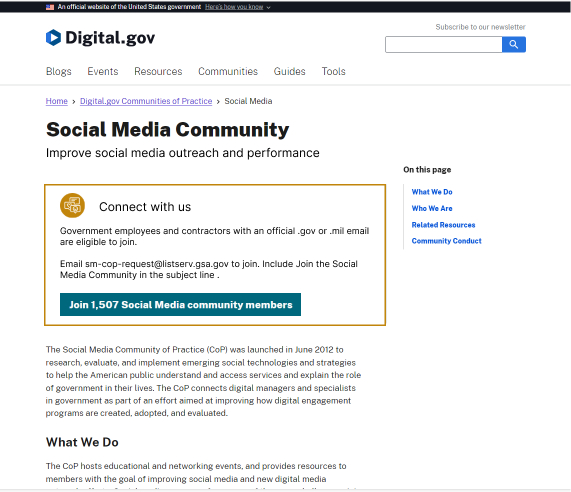 An official website of the United States government Here's how you know
Digital.gov
Subscribe to our newsletter
Blogs Events Resources Communities Guides Tools
Home > Digital.gov Communities of Practice > Social Media
Social Media Community
Improve social media outreach and performance
On this page
What We Do
Who We Are
Related Resources
Community Conduct
Connect with us
Government employees and contractors with an official .gov or .mil email
are eligible to join.
Email sm-cop-request@listserv.gsa.gov to join. Include Join the Social
Media Community in the subject line .
Join 1,507 Social Media community members
The Social Media Community of Practice (CoP) was launched in June 2012 to
research, evaluate, and implement emerging social technologies and strategies
to help the American public understand and access services and explain the role
of government in their lives. The CoP connects digital managers and specialists
in government as part of an effort aimed at improving how digital engagement
programs are created, adopted, and evaluated.
What We Do
The CoP hosts educational and networking events, and provides resources to
members with the goal of improving social media and new digital media